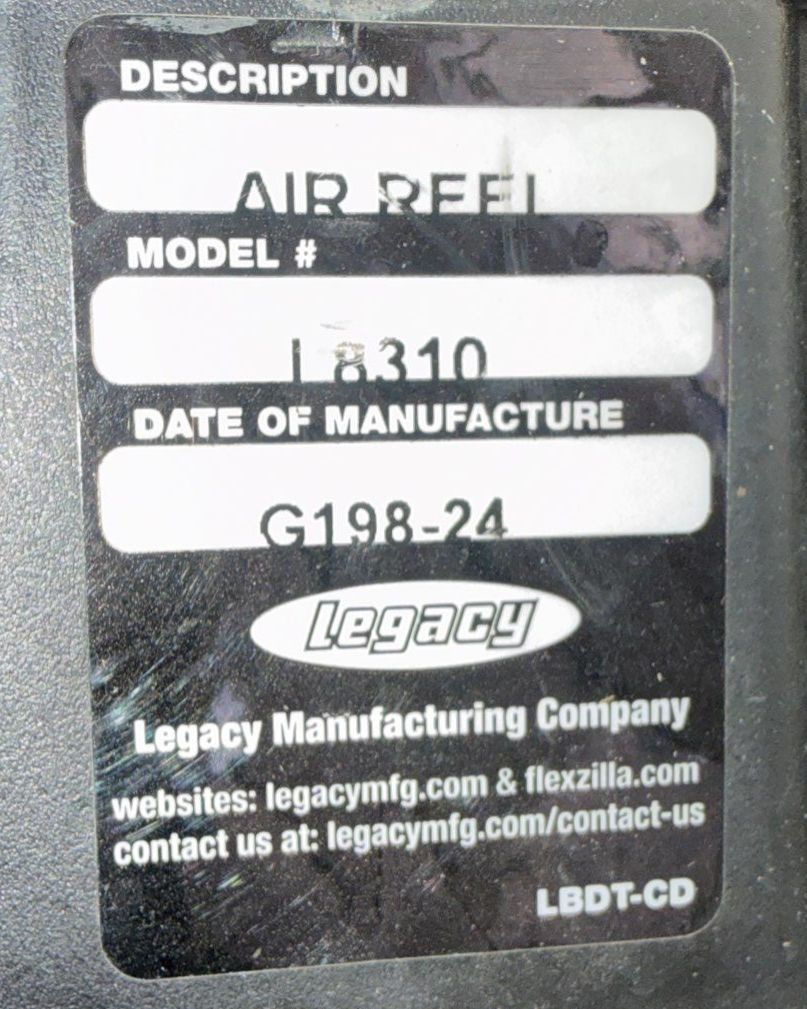 DESCRIPTION
AIR REEL
MODEL #
L8310
DATE OF MANUFACTURE
G198-24
Legacy
Legacy Manufacturing Company
websites: legacymfg.com & flexzilla.com
contact us at: legacymfg.com/contact-us
LBDT-CD